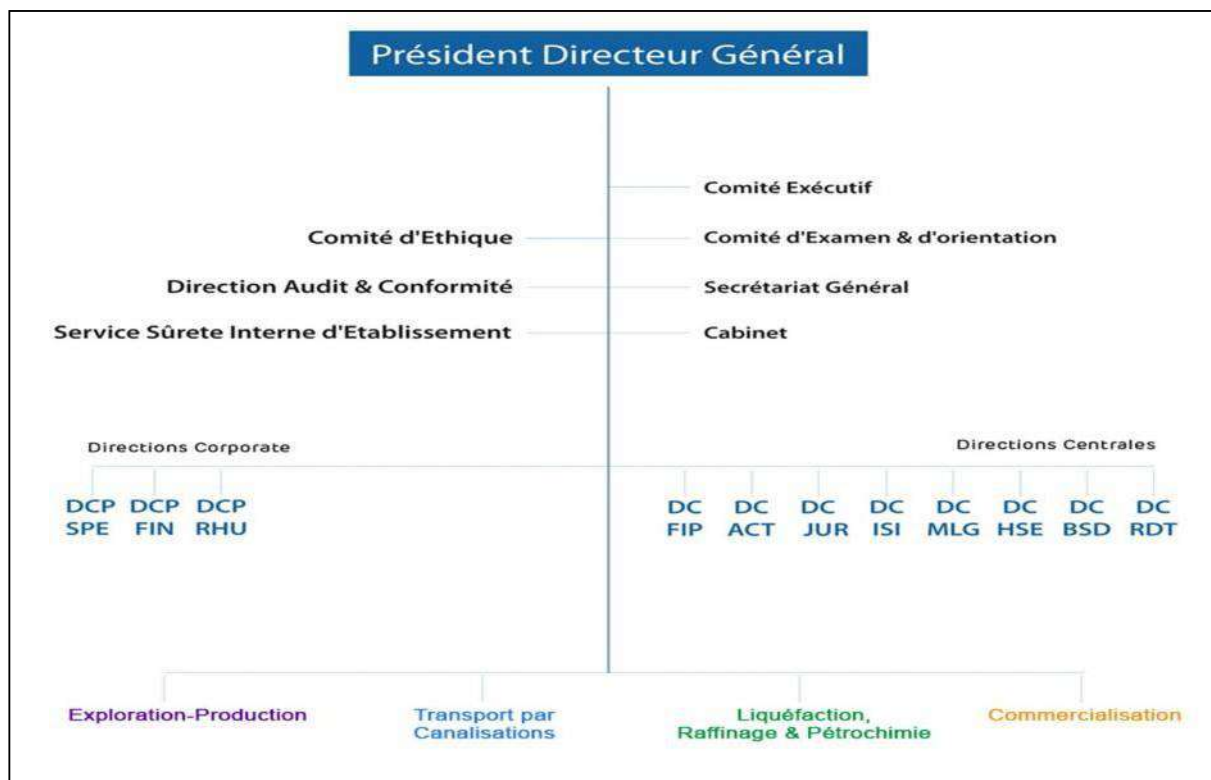 Président Directeur Général
Comité Exécutif
Comité d'Ethique
Comité d'Examen & d'orientation
Direction Audit & Conformité
Secrétariat Général
Service Sûrete Interne d'Etablissement
Cabinet
Directions Corporate
Directions Centrales
DCP SPE
DCP FIN
DCP RHU
DC FIP
DC ACT
DC JUR
DC ISI
DC MLG
DC HSE
DC BSD
DC RDT
Exploration-Production
Transport par
Canalisations
Liquéfaction,
Raffinage & Pétrochimie
Commercialisation